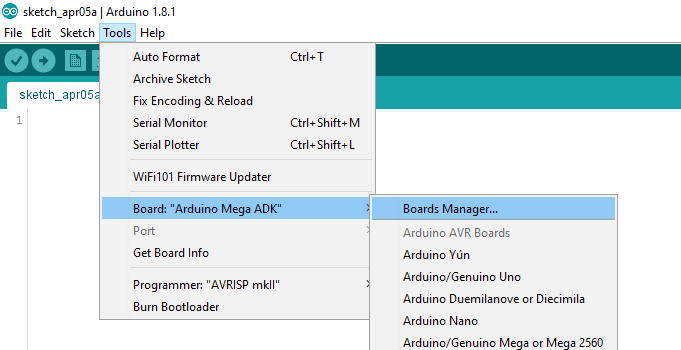 sketch_apr05a | Arduino 1.8.1
File Edit Sketch Tools Help
sketch_apr05a
1
Auto Format Ctrl+T
Archive Sketch
Fix Encoding & Reload
Serial Monitor Ctrl+Shift+M
Serial Plotter Ctrl+Shift+L
WiFi101 Firmware Updater
Board: "Arduino Mega ADK"
Port
Get Board Info
Programmer: "AVRISP mkII"
Burn Bootloader
Boards Manager...
Arduino AVR Boards
Arduino Yún
Arduino/Genuino Uno
Arduino Duemilanove or Diecimila
Arduino Nano
Arduino/Genuino Mega or Mega 2560